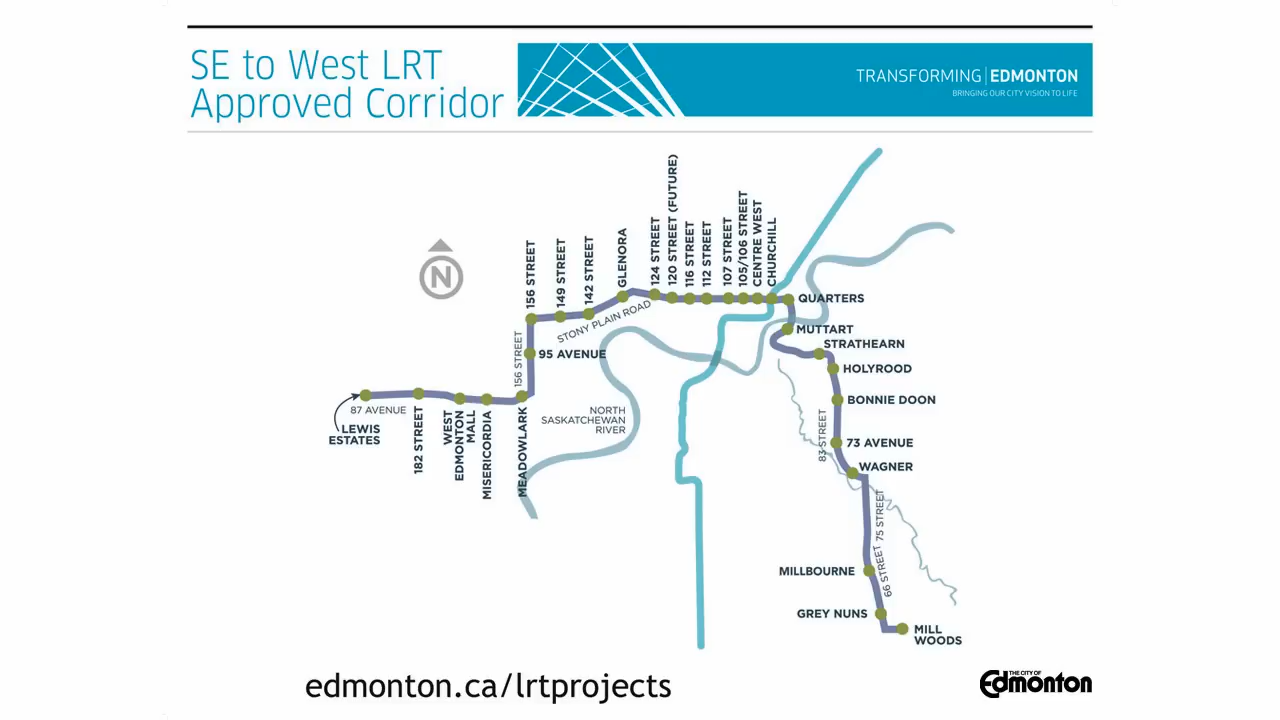 SE to West LRT
Approved Corridor
TRANSFORMING | EDMONTON
BRINGING OUR CITY VISION TO LIFE
N
156 STREET
149 STREET
142 STREET
GLENORA
124 STREET
120 STREET (FUTURE)
116 STREET
112 STREET
107 STREET
105/106 STREET
CENTRE WEST
CHURCHILL
QUARTERS
STONY PLAIN ROAD
MUTTART
STRATHEARN
156 STREET
95 AVENUE
HOLYROOD
BONNIE DOON
87 AVENUE
LEWIS
ESTATES
182 STREET
WEST
EDMONTON
MALL
MISERICORDIA
MEADOWLARK
NORTH
SASKATCHEWAN
RIVER
83 STREET
73 AVENUE
WAGNER
75 STREET
66 STREET
MILLBOURNE
GREY NUNS
MILL
WOODS
edmonton.ca/lrtprojects
THE CITY OF
Edmonton